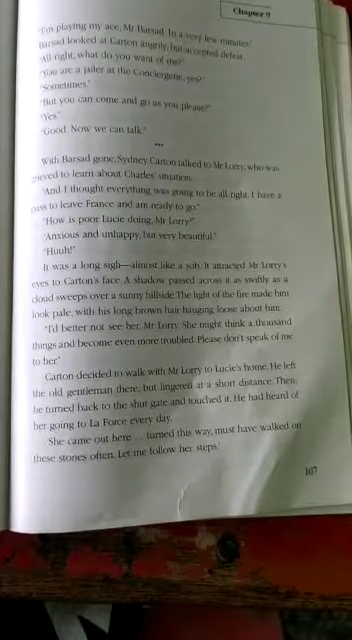 Chapter 9
"I'm playing my ace, Mr Barsad. In a very few minutes."
Barsad looked at Carton angrily, but accepted defeat.
"All right, what do you want of me?"
"You are a jailer at the Conciergerie, yes?"
"Sometimes."
"But you can come and go as you please?"
"Yes."
"Good. Now we can talk."
***
With Barsad gone, Sydney Carton talked to Mr Lorry, who was
grieved to learn about Charles' situation.
"And I thought everything was going to be all right. I have a
pass to leave France and am ready to go."
"How is poor Lucie doing, Mr Lorry?"
"Anxious and unhappy, but very beautiful."
"Huuh!"
It was a long sigh—almost like a sob. It attracted Mr Lorry's
eyes to Carton's face. A shadow passed across it as swiftly as a
cloud sweeps over a sunny hillside. The light of the fire made him
look pale, with his long brown hair hanging loose about him.
"I'd better not see her, Mr Lorry. She might think a thousand
things and become even more troubled. Please don't speak of me
to her."
Carton decided to walk with Mr Lorry to Lucie's home. He left
the old gentleman there, but lingered at a short distance. Then,
he turned back to the shut gate and touched it. He had heard of
her going to La Force every day.
'She came out here ... turned this way, must have walked on
these stones often. Let me follow her steps.'
107